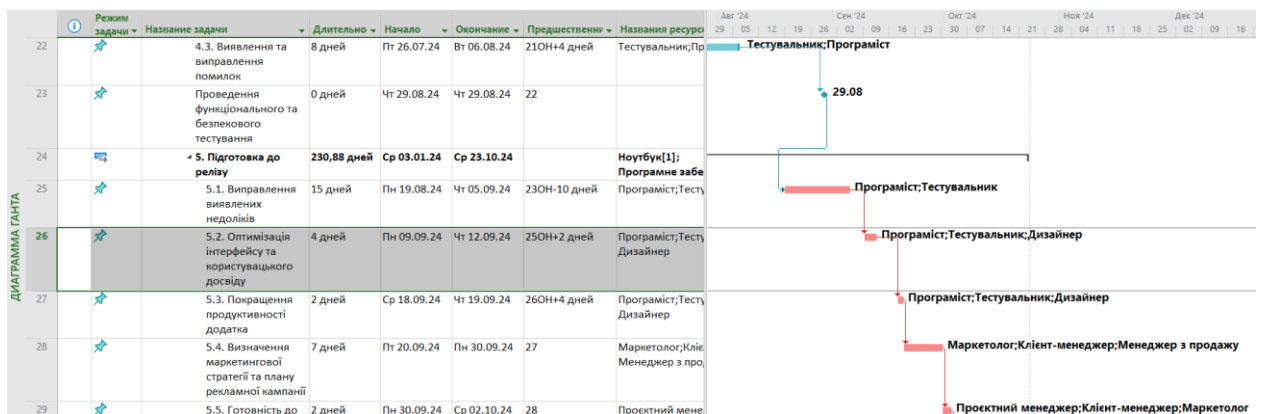 Авг '24 Сен '24 Окт '24 Ноя '24 Дек '24
29 05 12 19 26 02 09 16 23 30 07 14 21 28 04 11 18 25 02 09 16
Режим
задачи Название задачи Длительно Начало Окончание Предшественни Названия ресурсо
22 4.3. Виявлення та 8 дней Пт 26.07.24 Вт 06.08.24 21ОН+4 дней Тестувальник;Пр Тестувальник;Програміст
виправлення
помилок
23 Проведення 0 дней Чт 29.08.24 Чт 29.08.24 22 29.08
функціонального та
безпекового
тестування
24 5. Підготовка до 230,88 дней Ср 03.01.24 Ср 23.10.24 Ноутбук[1];
релізу Програмне забе
25 5.1. Виправлення 15 дней Пн 19.08.24 Чт 05.09.24 23ОН-10 дней Програміст;Тесту Програміст;Тестувальник
виявлених
недоліків
26 5.2. Оптимізація 4 дней Пн 09.09.24 Чт 12.09.24 25ОН+2 дней Програміст;Тесту Програміст;Тестувальник;Дизайнер
інтерфейсу та Дизайнер
користувацького
досвіду
27 5.3. Покращення 2 дней Ср 18.09.24 Чт 19.09.24 26ОН+4 дней Програміст;Тесту Програміст;Тестувальник;Дизайнер
продуктивності Дизайнер
додатка
28 5.4. Визначення 7 дней Пт 20.09.24 Пн 30.09.24 27 Маркетолог;Кліє Маркетолог;Клієнт-менеджер;Менеджер з продажу
маркетингової Менеджер з про
стратегії та плану
рекламної кампанії
29 5.5. Готовність до 2 дней Пн 30.09.24 Ср 02.10.24 28 Проєктний мене Проєктний менеджер;Клієнт-менеджер;Маркетолог
ДИАГРАММА ГАНТА